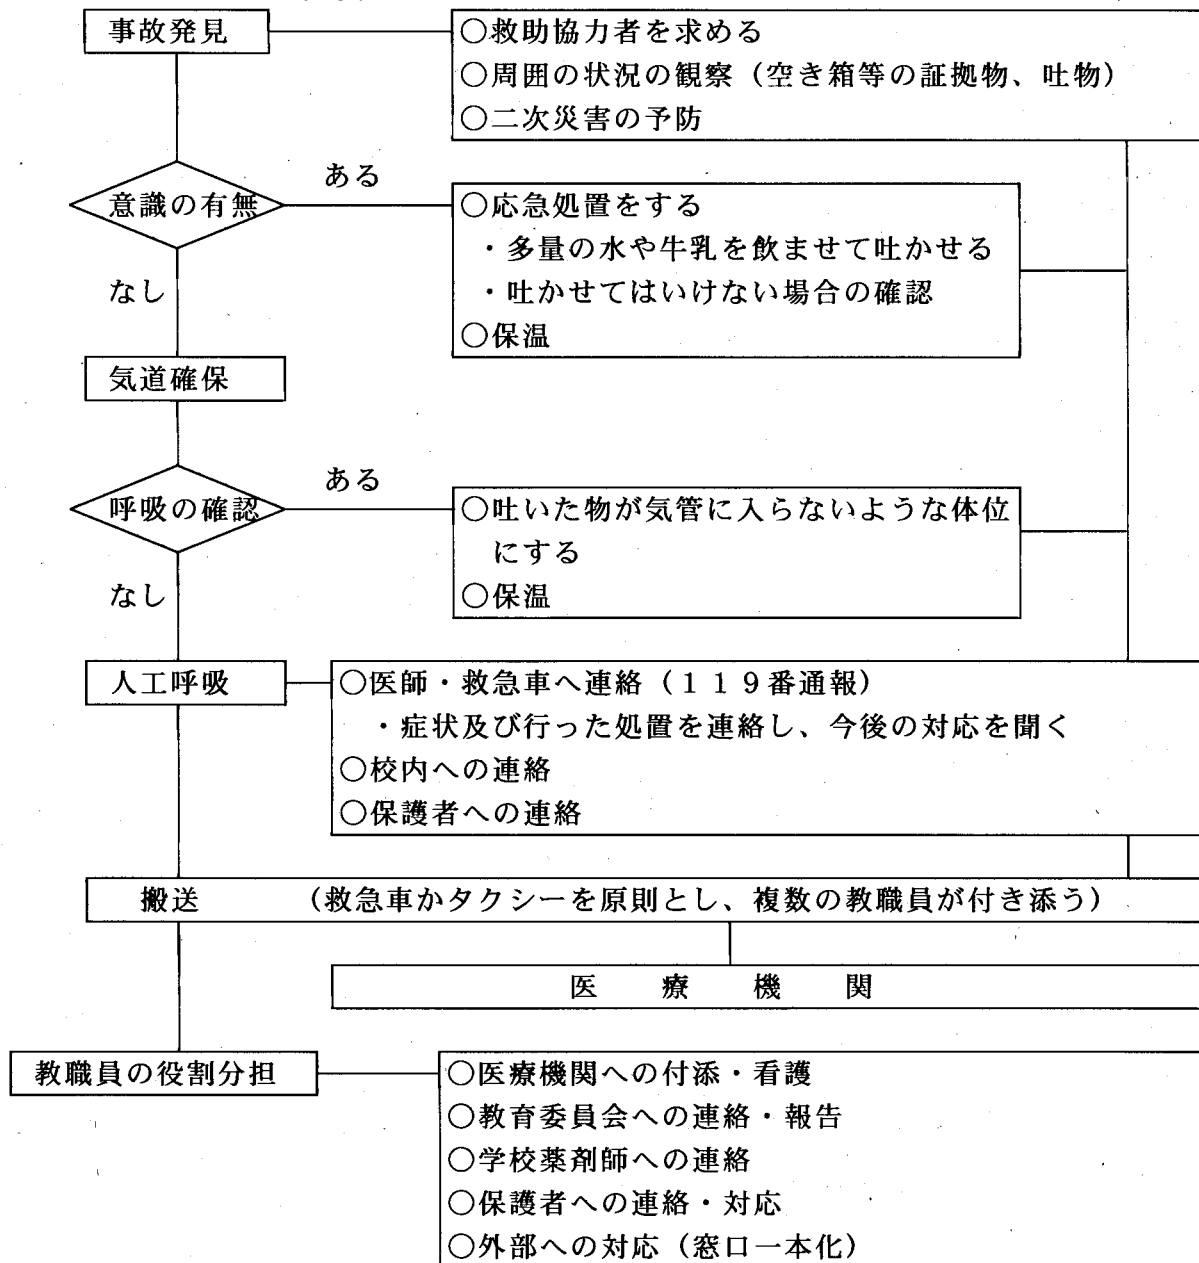 事故発見
○救助協力者を求める
○周囲の状況の観察（空き箱等の証拠物、吐物）
○二次災害の予防
意識の有無
ある
○応急処置をする
・多量の水や牛乳を飲ませて吐かせる
・吐かせてはいけない場合の確認
○保温
なし
気道確保
呼吸の確認
ある
○吐いた物が気管に入らないような体位
にする
○保温
なし
人工呼吸
○医師・救急車へ連絡（１１９番通報）
・症状及び行った処置を連絡し、今後の対応を聞く
○校内への連絡
○保護者への連絡
搬送　　　（救急車かタクシーを原則とし、複数の教職員が付き添う）
医　療　機　関
教職員の役割分担
○医療機関への付添・看護
○教育委員会への連絡・報告
○学校薬剤師への連絡
○保護者への連絡・対応
○外部への対応（窓口一本化）